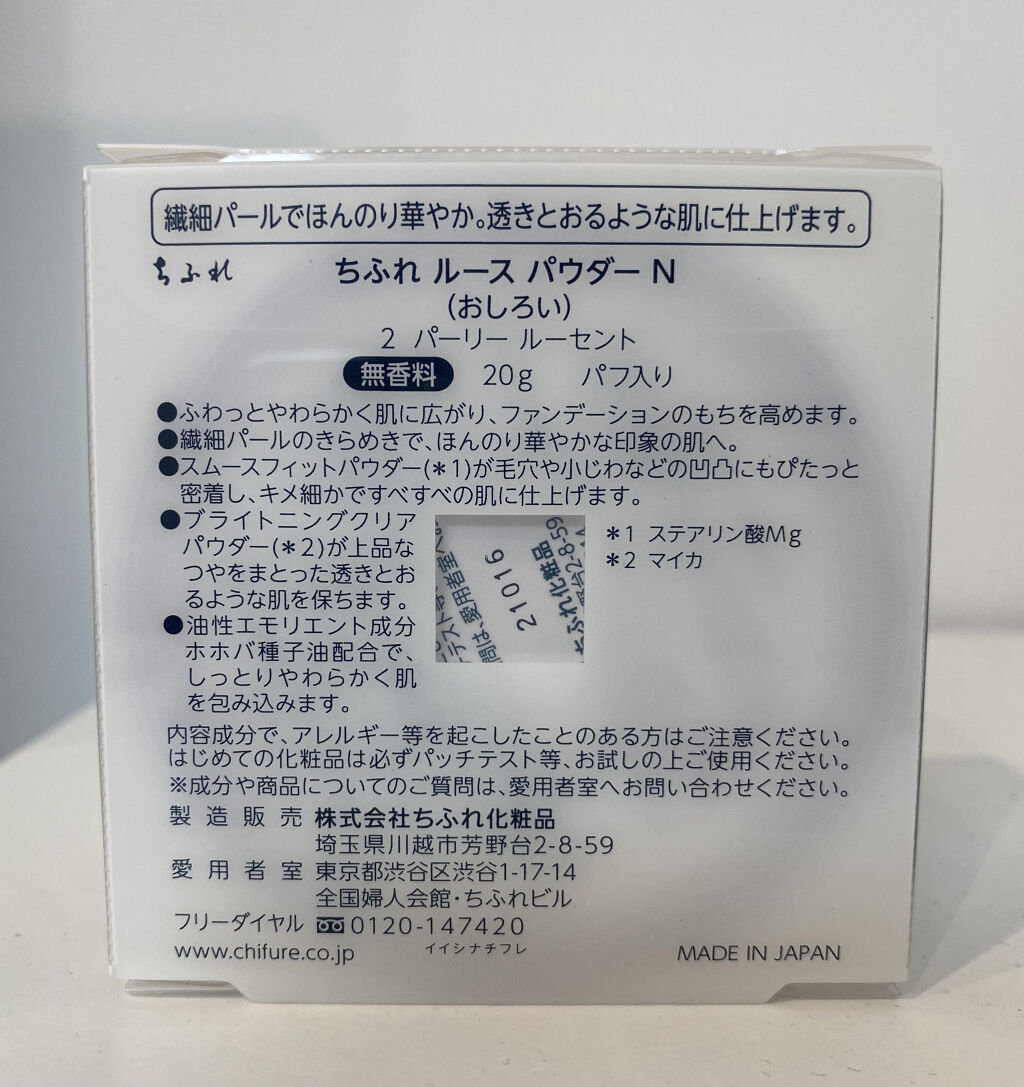 繊細パールでほんのり華やか。透きとおるような肌に仕上げます。
ちふれ
ちふれ ルース パウダー N
(おしろい)
2 パーリー ルーセント
無香料 20g パフ入り
●ふわっとやわらかく肌に広がり、ファンデーションのもちを高めます。
●繊細パールのきらめきで、ほんのり華やかな印象の肌へ。
●スムースフィットパウダー(*1)が毛穴や小じわなどの凹凸にもぴたっと
密着し、キメ細かですべすべの肌に仕上げます。
●ブライトニングクリア
パウダー(*2)が上品な
つやをまとった透きとお
るような肌を保ちます。
●油性エモリエント成分
ホホバ種子油配合で、
しっとりやわらかく肌
を包み込みます。
*1 ステアリン酸Mg
*2 マイカ
21016
ちふれ化粧品
台2-8-59
間は、愛用者室
テスト等
内容成分で、アレルギー等を起こしたことのある方はご注意ください。
はじめての化粧品は必ずパッチテスト等、お試しの上ご使用ください。
※成分や商品についてのご質問は、愛用者室へお問い合わせください。
製造販売 株式会社ちふれ化粧品
埼玉県川越市芳野台2-8-59
愛用者室 東京都渋谷区渋谷1-17-14
全国婦人会館・ちふれビル
フリーダイヤル 0120-147420
イイシナチフレ
www.chifure.co.jp
MADE IN JAPAN